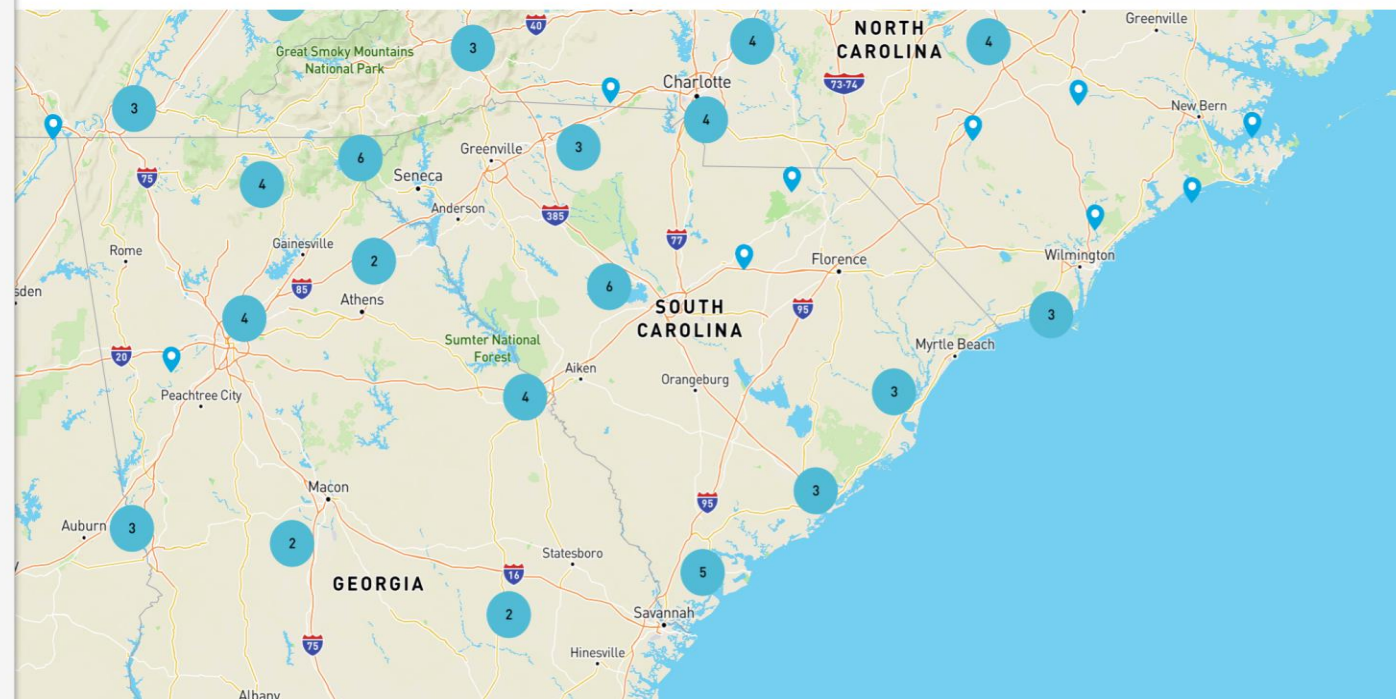 Greenville
40
NORTH
CAROLINA
3
4
4
Great Smoky Mountains
National Park
Charlotte
73-74
3
New Bern
4
6
Greenville
3
Seneca
75
4
Anderson
385
77
Rome
Gainesville
2
Florence
Wilmington
sden
85
Athens
6
SOUTH
CAROLINA
95
4
3
20
Sumter National
Forest
Myrtle Beach
Aiken
Orangeburg
Peachtree City
4
3
Macon
3
95
Auburn
3
2
Statesboro
16
GEORGIA
5
2
Savannah
75
Hinesville
Albany